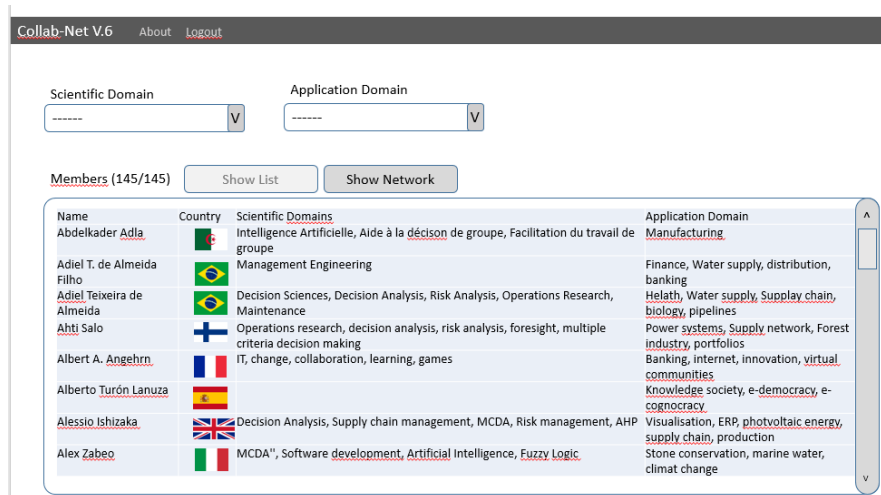 Collab-Net V.6 About Logout
Scientific Domain Application Domain
------ V ------ V
Members (145/145) Show List Show Network
Name Country Scientific Domains Application Domain ʌ
Abdelkader Adla Intelligence Artificielle, Aide à la décison de groupe, Facilitation du travail de Manufacturing
groupe
Adiel T. de Almeida Management Engineering Finance, Water supply, distribution,
Filho banking
Adiel Teixeira de Decision Sciences, Decision Analysis, Risk Analysis, Operations Research, Helath, Water supply, Supplay chain,
Almeida Maintenance biology, pipelines
Ahti Salo Operations research, decision analysis, risk analysis, foresight, multiple Power systems, Supply network, Forest
criteria decision making industry, portfolios
Albert A. Angehrn IT, change, collaboration, learning, games Banking, internet, innovation, virtual
communities
Alberto Turón Lanuza Knowledge society, e-democracy, e-
cognocracy
Alessio Ishizaka Decision Analysis, Supply chain management, MCDA, Risk management, AHP Visualisation, ERP, photvoltaic energy,
supply chain, production
Alex Zabeo MCDA'', Software development, Artificial Intelligence, Fuzzy Logic Stone conservation, marine water,
climat change v